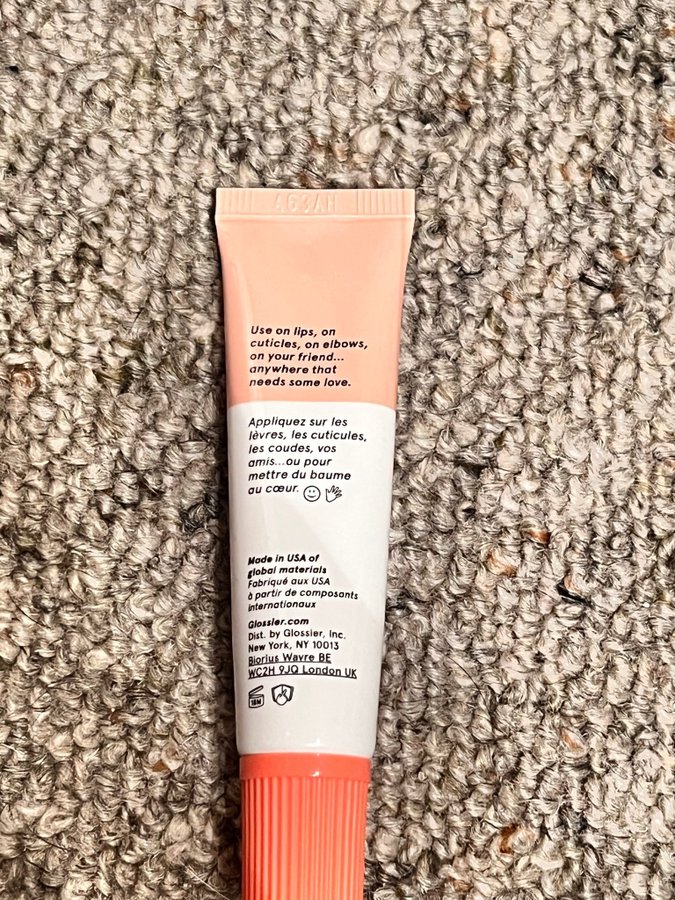 463AH
Use on lips, on
cuticles, on elbows,
on your friend...
anywhere that
needs some love.
Appliquez sur les
lèvres, les cuticules,
les coudes, vos
amis...ou pour
mettre du baume
au cœur.
Made in USA of
global materials
Fabriqué aux USA
à partir de composants
internationaux
Glossier.com
Dist. by Glossier, Inc.
New York, NY 10013
Biorius Wavre BE
WC2H 9JQ London UK
18M